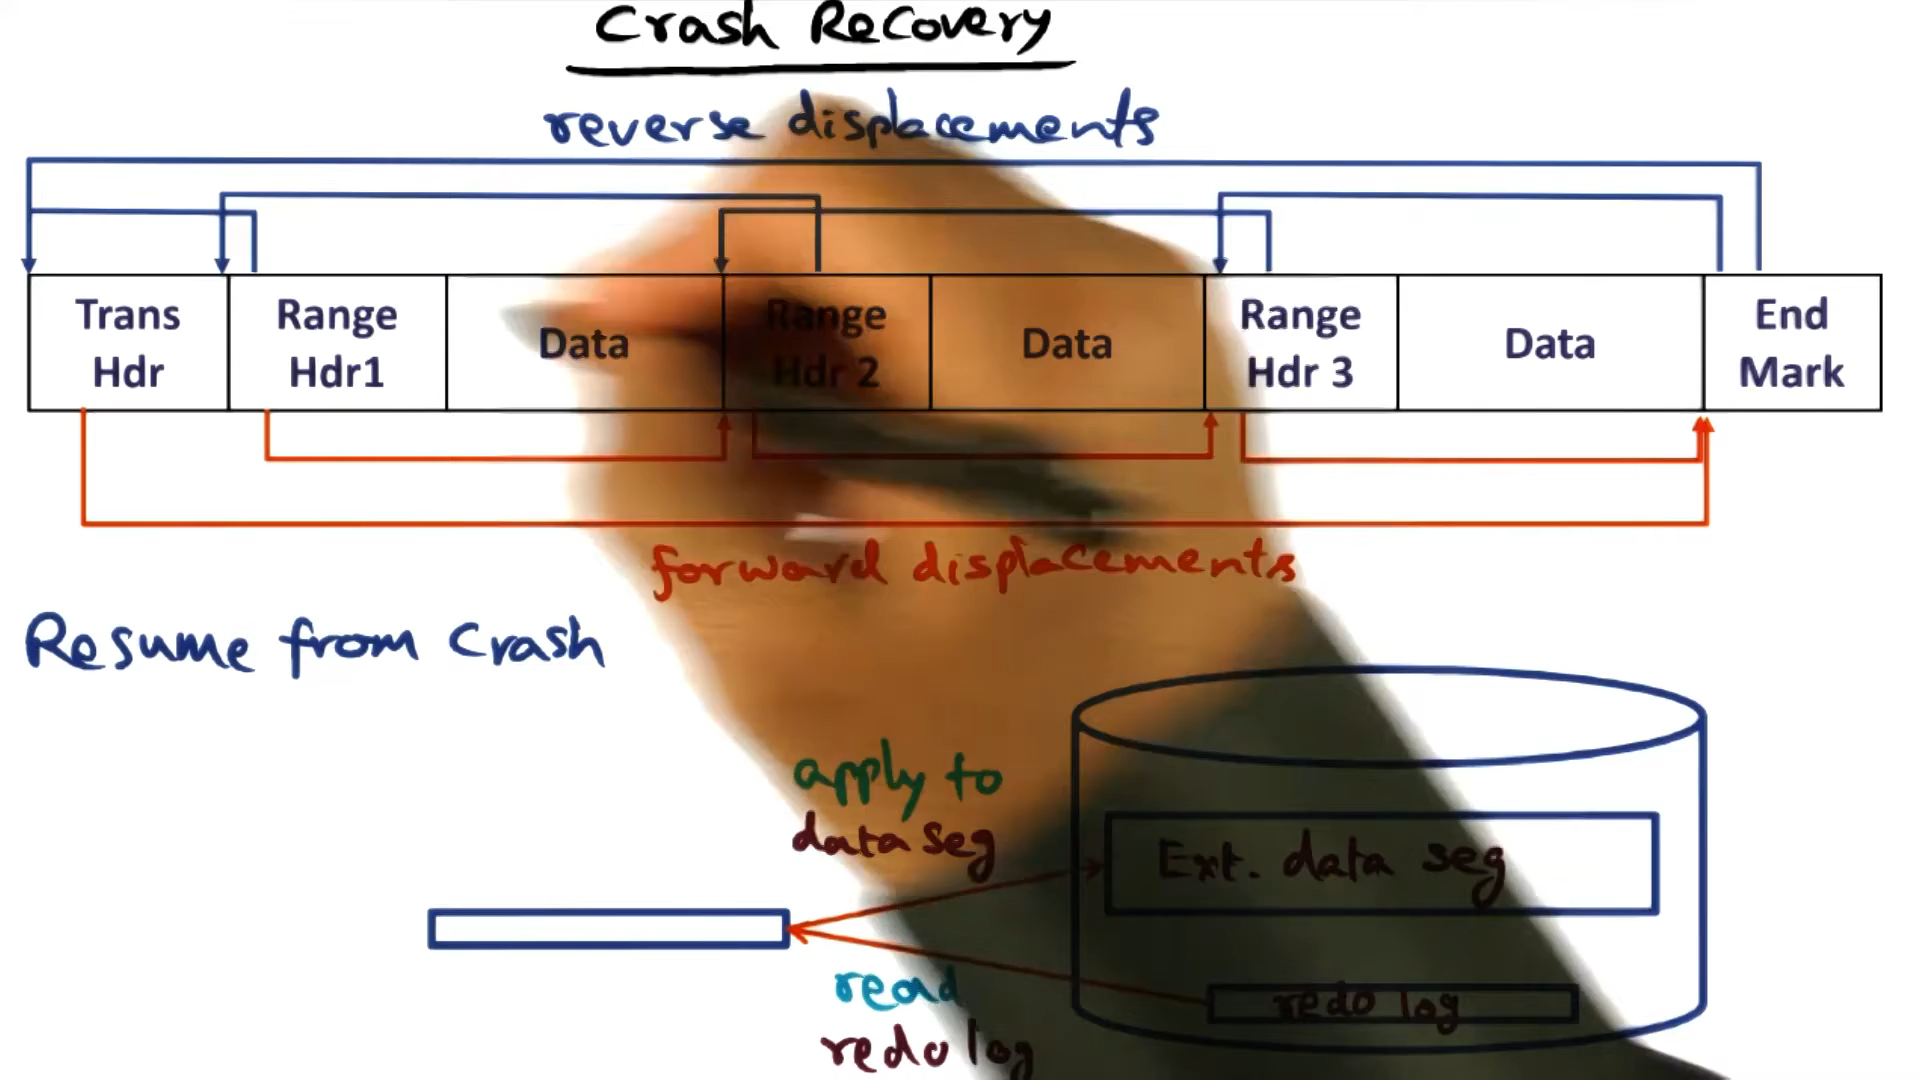 Crash Recovery
reverse displacements
Trans Hdr
Range Hdr1
Data
Range Hdr 2
Data
Range Hdr 3
Data
End Mark
forward displacements
Resume from Crash
apply to
data seg
Ext. data seg
read
redo log
redo log